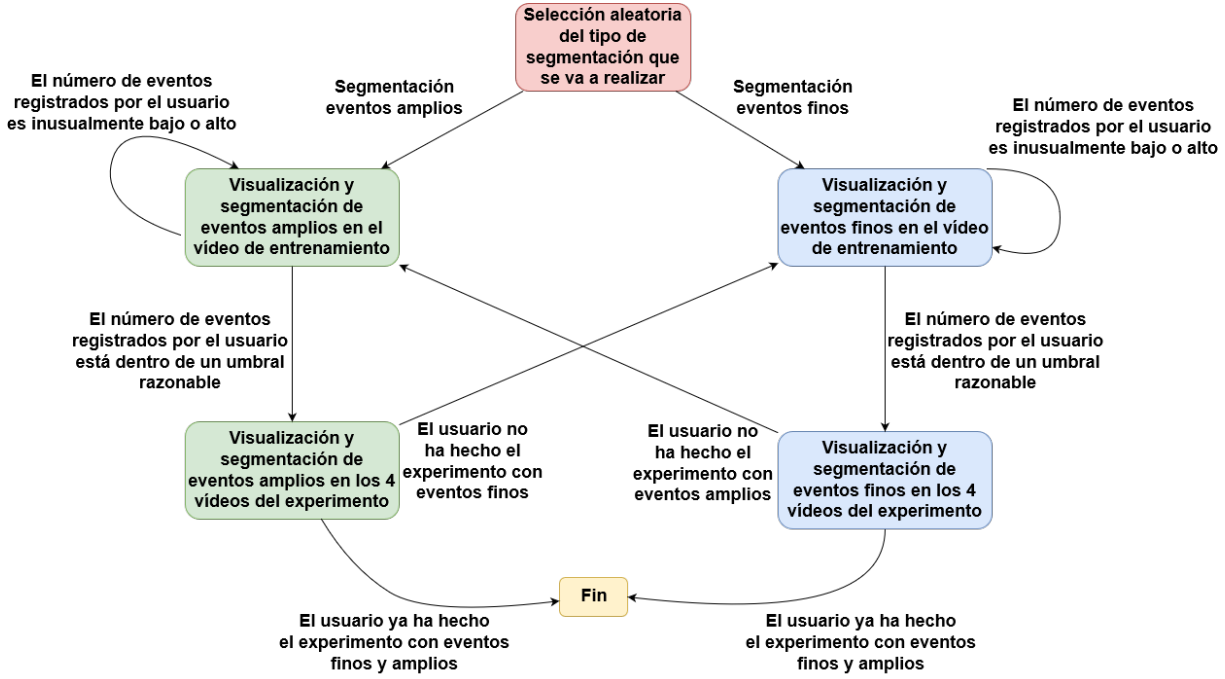 Selección aleatoria
del tipo de
segmentación que
se va a realizar
El número de eventos
registrados por el usuario
es inusualmente bajo o alto
Segmentación
eventos amplios
Segmentación
eventos finos
El número de eventos
registrados por el usuario
es inusualmente bajo o alto
Visualización y
segmentación de
eventos amplios en el
vídeo de entrenamiento
Visualización y
segmentación de
eventos finos en el vídeo
de entrenamiento
El número de eventos
registrados por el usuario
está dentro de un umbral
razonable
El número de eventos
registrados por el usuario
está dentro de un umbral
razonable
Visualización y
segmentación de
eventos amplios en los 4
vídeos del experimento
El usuario no
ha hecho el
experimento con
eventos finos
El usuario no
ha hecho el
experimento con
eventos amplios
Visualización y
segmentación de
eventos finos en los 4
vídeos del experimento
Fin
El usuario ya ha hecho
el experimento con eventos
finos y amplios
El usuario ya ha hecho
el experimento con eventos
finos y amplios